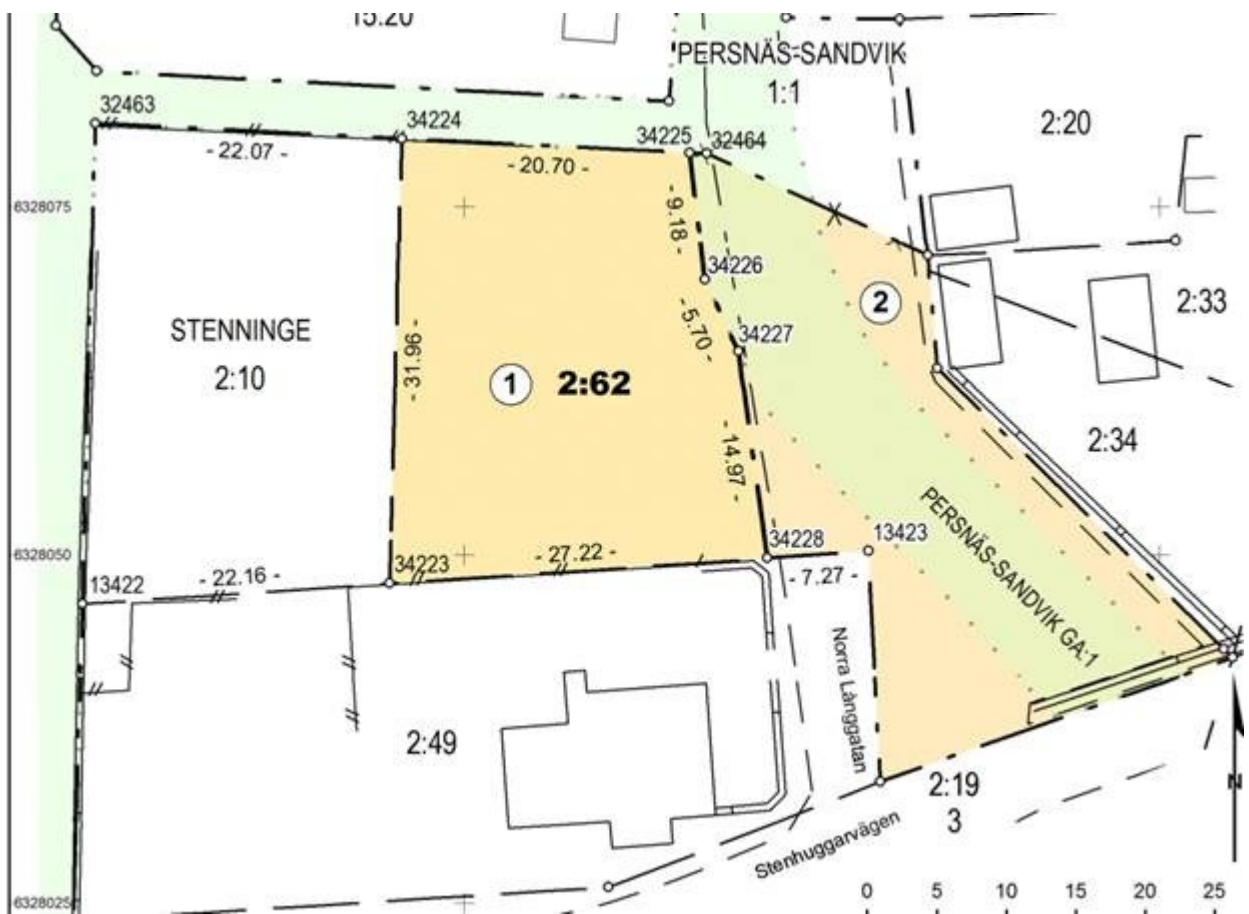 15:20
PERSNÄS-SANDVIK
1:1
32463
34224
34225
32464
2:20
- 22.07 -
- 20.70 -
6328075
- 9.18 -
34226
2
2:33
STENNINGE
2:10
- 5.70 -
34227
- 31.96 -
1
2:62
2:34
- 14.97 -
PERSNÄS-SANDVIK GA:1
6328050
34223
- 27.22 -
34228
13423
13422
- 22.16 -
- 7.27 -
Norra Långgatan
2:49
2:19
3
N
Stenhuggarvägen
6328025
0 5 10 15 20 25